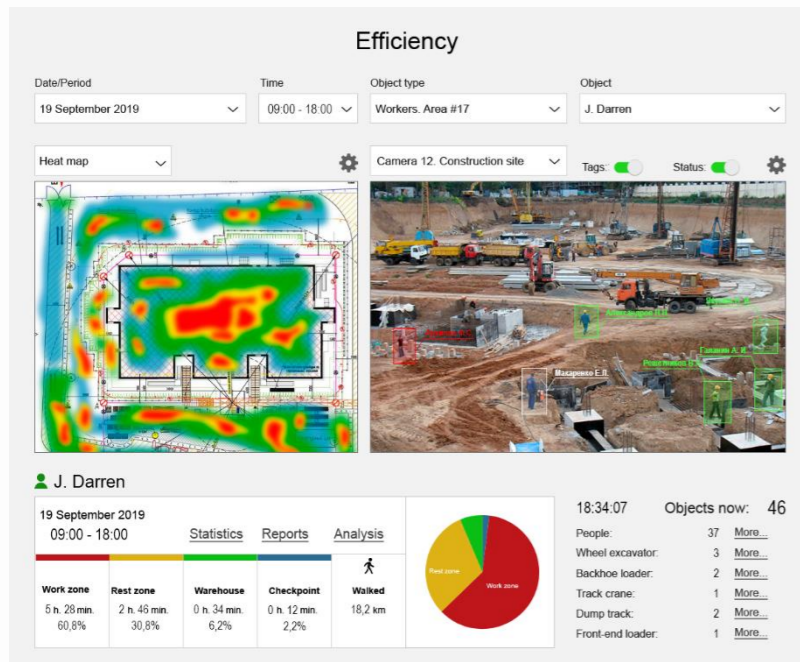 Efficiency
Date/Period Time Object type Object
19 September 2019 09:00 - 18:00 Workers. Area #17 J. Darren
Heat map Camera 12. Construction site Tags: Status:
Макаренко Е.Л.
J. Darren
19 September 2019
09:00 - 18:00 Statistics Reports Analysis
Work zone Rest zone Warehouse Checkpoint Walked
5 h. 28 min. 2 h. 46 min. 0 h. 34 min. 0 h. 12 min. 18,2 km
60,8% 30,8% 6,2% 2,2%
Rest zone
Work zone
18:34:07 Objects now: 46
People: 37 More...
Wheel excavator: 3 More...
Backhoe loader: 2 More...
Track crane: 1 More...
Dump track: 2 More...
Front-end loader: 1 More...